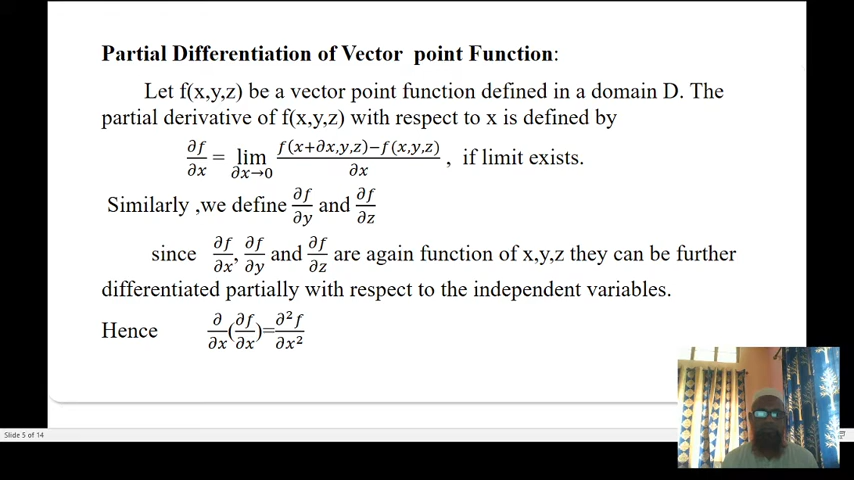 Partial Differentiation of Vector point Function:
Let f(x,y,z) be a vector point function defined in a domain D. The
partial derivative of f(x,y,z) with respect to x is defined by
∂f/∂x = lim ∂x→0 f(x+∂x,y,z)−f(x,y,z)/∂x , if limit exists.
Similarly ,we define ∂f/∂y and ∂f/∂z
since ∂f/∂x, ∂f/∂y and ∂f/∂z are again function of x,y,z they can be further
differentiated partially with respect to the independent variables.
Hence ∂/∂x(∂f/∂x)=∂²f/∂x²
Slide 5 of 14